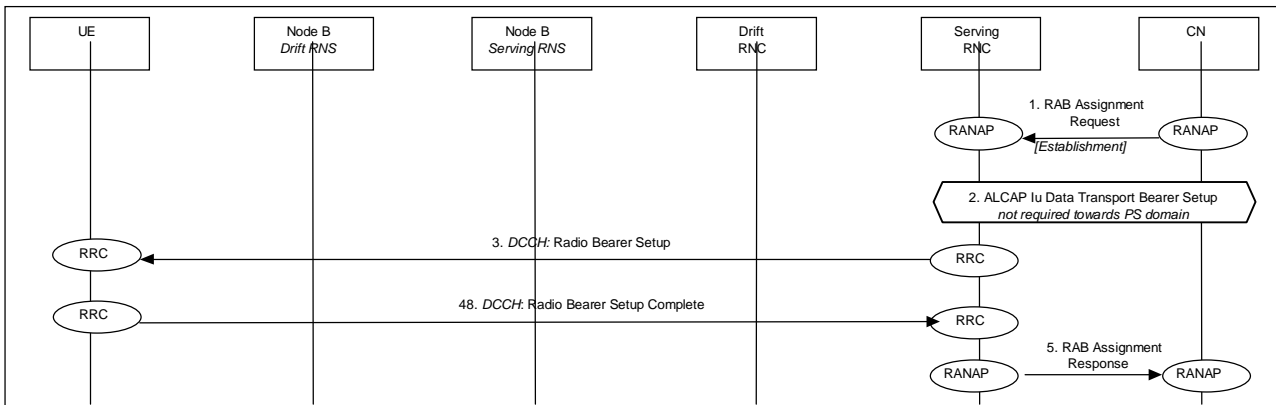 UE
Node B
Drift RNS
Node B
Serving RNS
Drift
RNC
Serving
RNC
CN
1. RAB Assignment
Request
RANAP
RANAP
[Establishment]
2. ALCAP Iu Data Transport Bearer Setup
not required towards PS domain
3. DCCH: Radio Bearer Setup
RRC
RRC
48. DCCH: Radio Bearer Setup Complete
RRC
RRC
5. RAB Assignment
Response
RANAP
RANAP